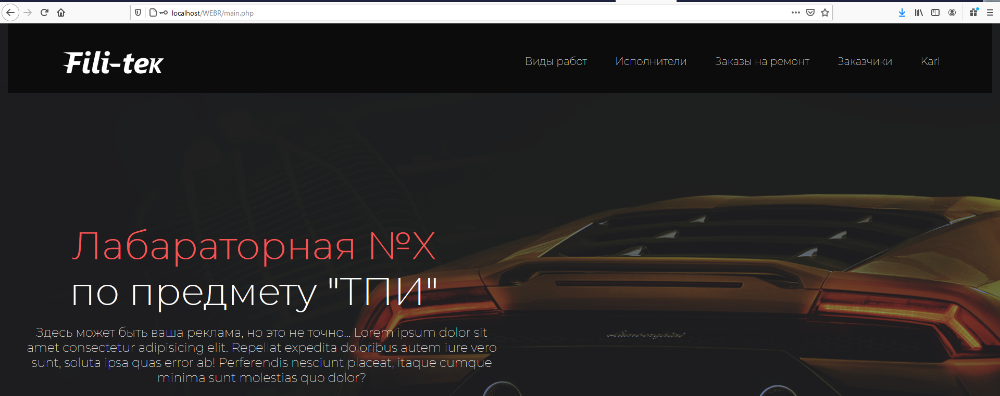 localhost/WEBR/main.php
Fili-тек
Виды работ
Исполнители
Заказы на ремонт
Заказчики
Karl
Лабараторная №X
по предмету "ТПИ"
Здесь может быть ваша реклама, но это не точно... Lorem ipsum dolor sit
amet consectetur adipisicing elit. Repellat expedita doloribus autem iure vero
sunt, soluta ipsa quas error ab! Perferendis nesciunt placeat, itaque cumque
minima sunt molestias quo dolor?
Lamborghini